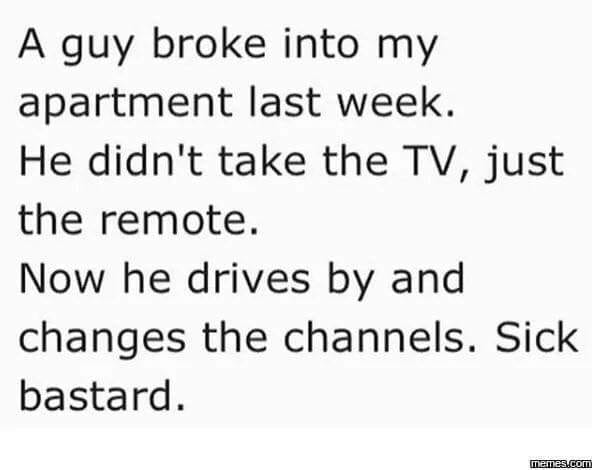 A guy broke into my
apartment last week.
He didn't take the TV, just
the remote.
Now he drives by and
changes the channels. Sick
bastard.
memes.com